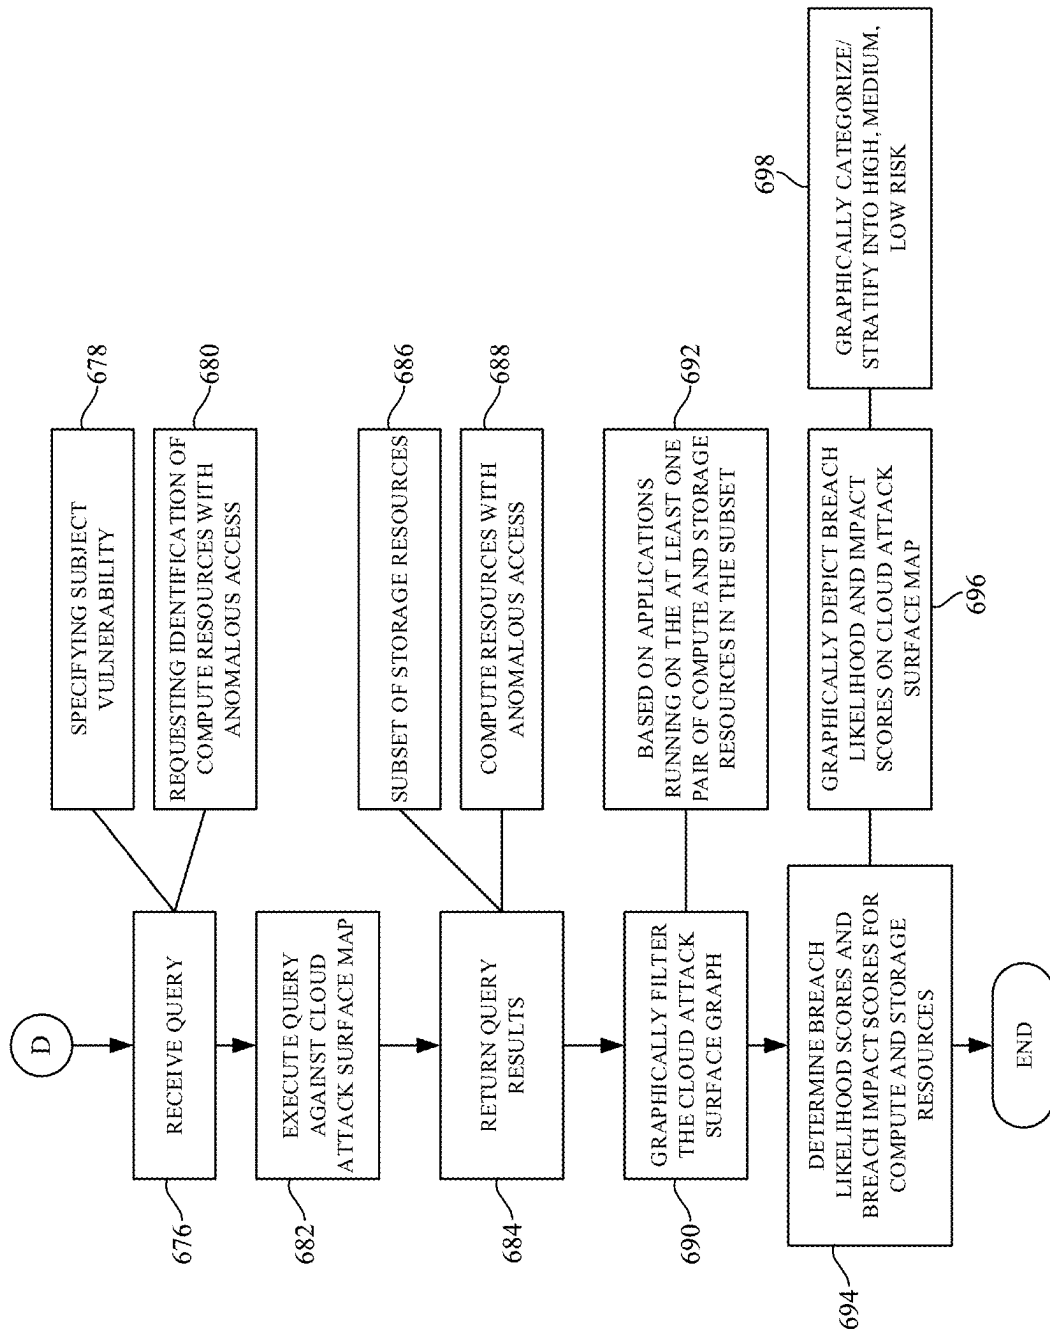 D
RECEIVE QUERY
676
SPECIFYING SUBJECT
VULNERABILITY
678
REQUESTING IDENTIFICATION OF
COMPUTE RESOURCES WITH
ANOMALOUS ACCESS
680
EXECUTE QUERY
AGAINST CLOUD
ATTACK SURFACE MAP
682
RETURN QUERY
RESULTS
684
SUBSET OF STORAGE RESOURCES
686
COMPUTE RESOURCES WITH
ANOMALOUS ACCESS
688
GRAPHICALLY FILTER
THE CLOUD ATTACK
SURFACE GRAPH
690
BASED ON APPLICATIONS
RUNNING ON THE AT LEAST ONE
PAIR OF COMPUTE AND STORAGE
RESOURCES IN THE SUBSET
692
DETERMINE BREACH
LIKELIHOOD SCORES AND
BREACH IMPACT SCORES FOR
COMPUTE AND STORAGE
RESOURCES
694
GRAPHICALLY DEPICT BREACH
LIKELIHOOD AND IMPACT
SCORES ON CLOUD ATTACK
SURFACE MAP
696
GRAPHICALLY CATEGORIZE/
STRATIFY INTO HIGH, MEDIUM,
LOW RISK
698
END